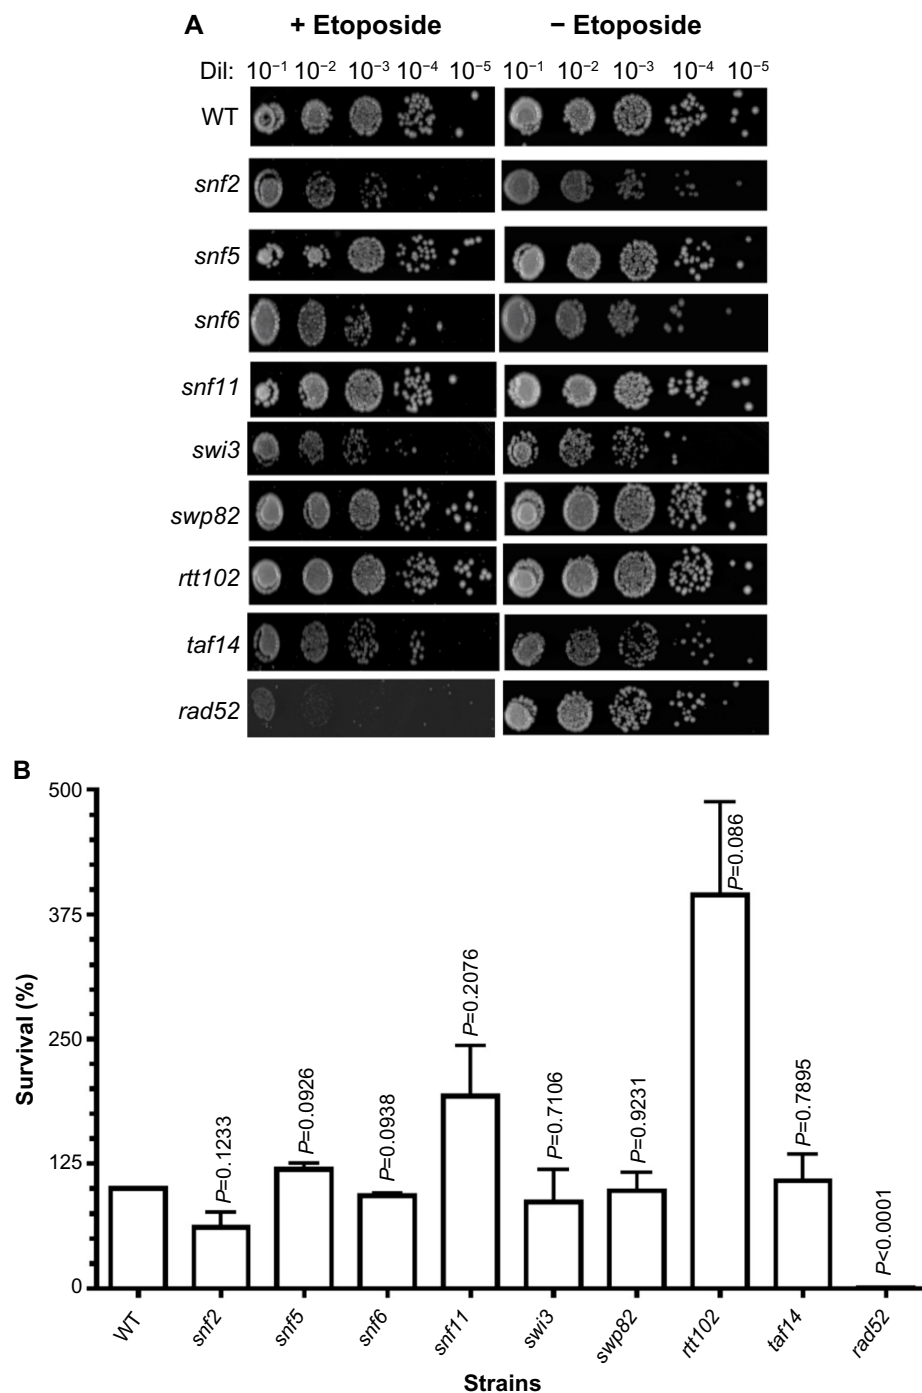 A
+ Etoposide
− Etoposide
Dil: 10⁻¹ 10⁻² 10⁻³ 10⁻⁴ 10⁻⁵ 10⁻¹ 10⁻² 10⁻³ 10⁻⁴ 10⁻⁵
WT
snf2
snf5
snf6
snf11
swi3
swp82
rtt102
taf14
rad52
B
500
375
250
125
0
Survival (%)
P=0.1233
P=0.0926
P=0.0938
P=0.2076
P=0.7106
P=0.9231
P=0.086
P=0.7895
P<0.0001
WT
snf2
snf5
snf6
snf11
swi3
swp82
rtt102
taf14
rad52
Strains